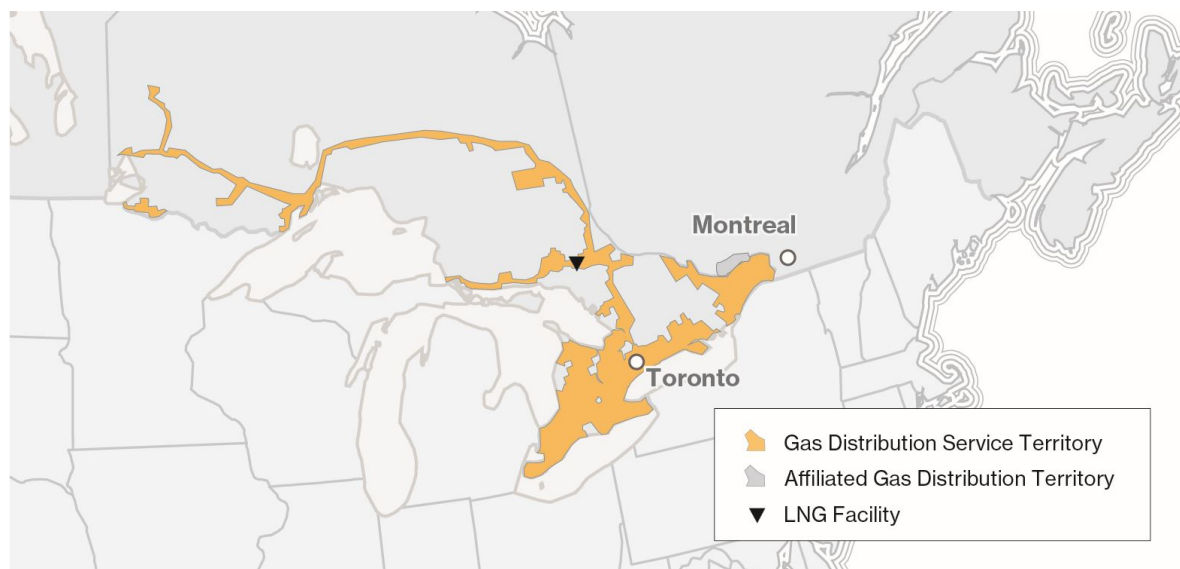 Montreal
Toronto
Gas Distribution Service Territory
Affiliated Gas Distribution Territory
LNG Facility